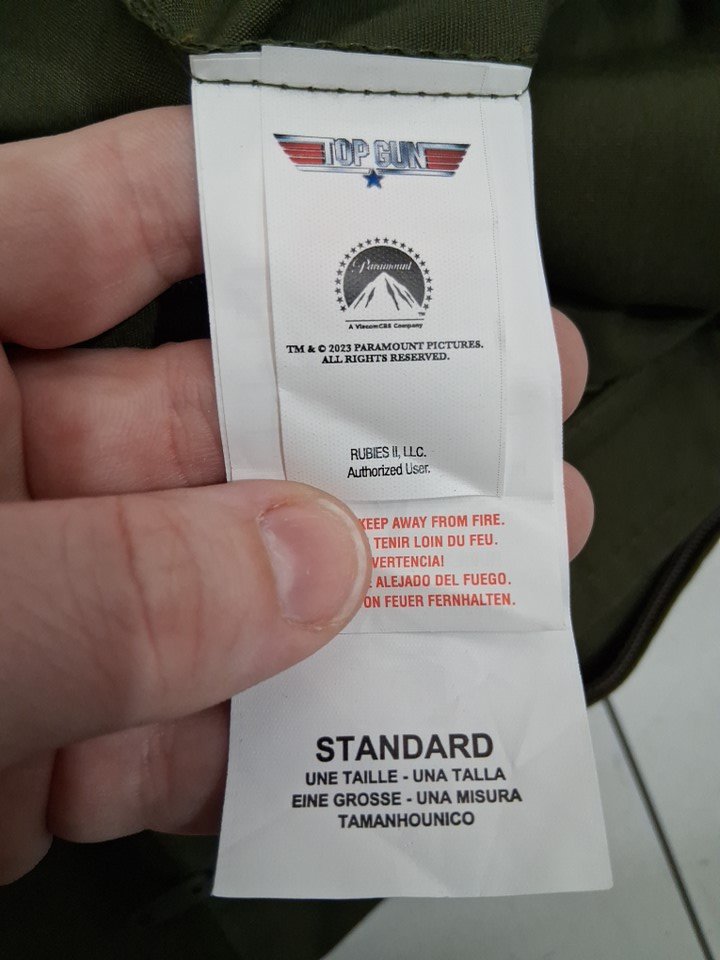 TOP GUN
Paramount
TM
A ViacomCBS Company
TM & © 2023 PARAMOUNT PICTURES.
ALL RIGHTS RESERVED.
RUBIES II, LLC.
Authorized User.
KEEP AWAY FROM FIRE.
TENIR LOIN DU FEU.
VERTENCIA!
ALEJADO DEL FUEGO.
ON FEUER FERNHALTEN.
STANDARD
UNE TAILLE - UNA TALLA
EINE GROSSE - UNA MISURA
TAMANHOUNICO